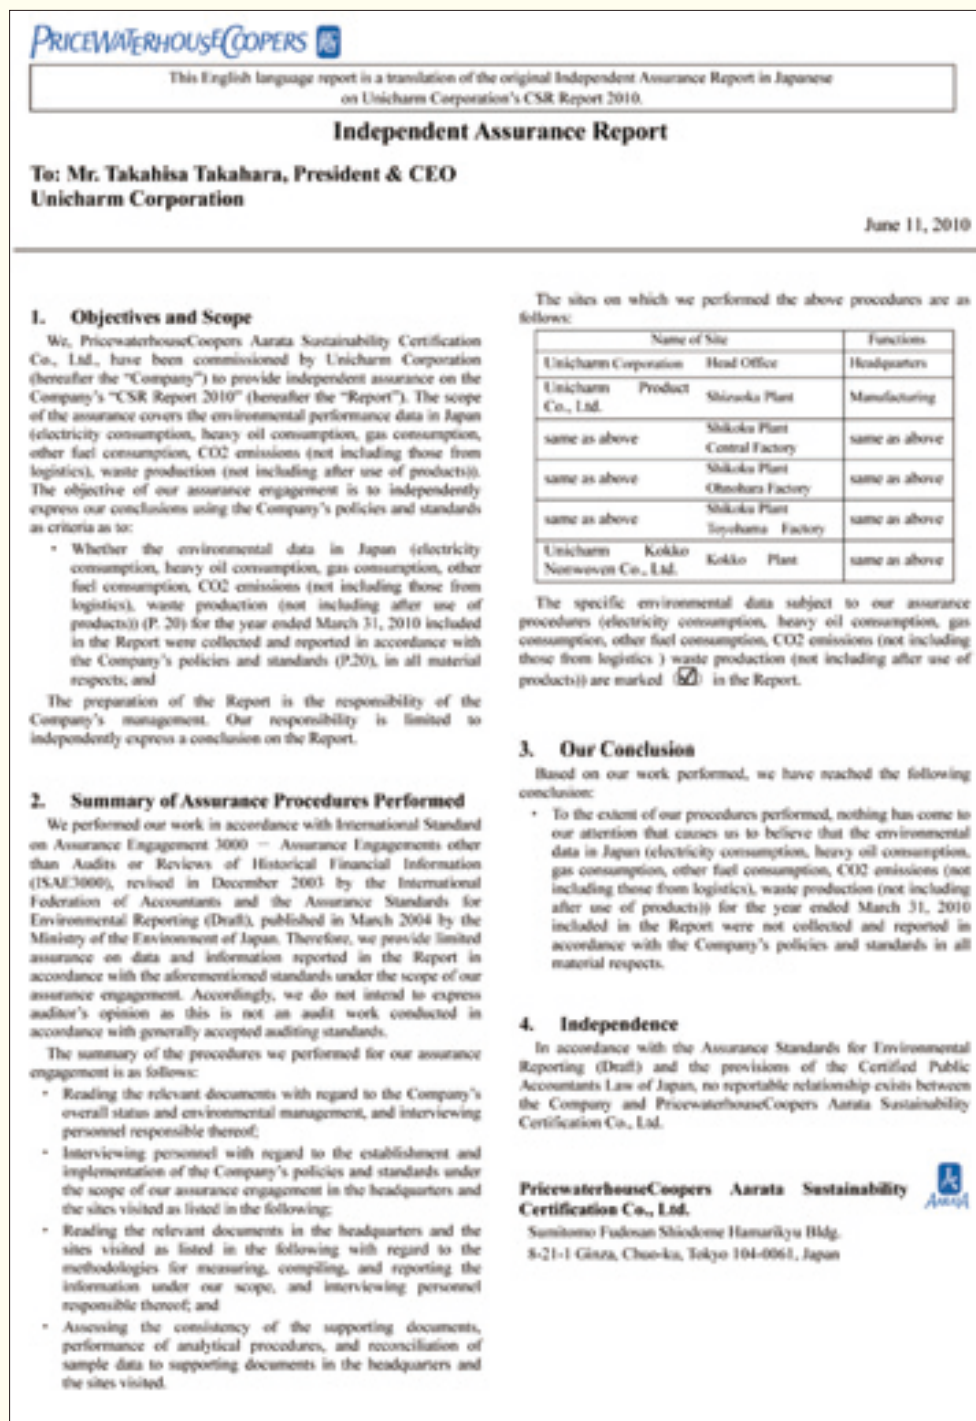 PRICEWATERHOUSECOOPERS
This English language report is a translation of the original Independent Assurance Report in Japanese
on Unicharm Corporation's CSR Report 2010.
Independent Assurance Report
To: Mr. Takahisa Takahara, President & CEO
Unicharm Corporation
June 11, 2010
1. Objectives and Scope
We, PricewaterhouseCoopers Aarata Sustainability Certification
Co., Ltd., have been commissioned by Unicharm Corporation
(hereafter the "Company") to provide independent assurance on the
Company's "CSR Report 2010" (hereafter the "Report"). The scope
of the assurance covers the environmental performance data in Japan
(electricity consumption, heavy oil consumption, gas consumption,
other fuel consumption, CO2 emissions (not including those from
logistics), waste production (not including after use of products)).
The objective of our assurance engagement is to independently
express our conclusions using the Company's policies and standards
as criteria as to:
・ Whether the environmental data in Japan (electricity
consumption, heavy oil consumption, gas consumption, other
fuel consumption, CO2 emissions (not including those from
logistics), waste production (not including after use of
products)) (P. 20) for the year ended March 31, 2010 included
in the Report were collected and reported in accordance with
the Company's policies and standards (P.20), in all material
respects; and
The preparation of the Report is the responsibility of the
Company's management. Our responsibility is limited to
independently express a conclusion on the Report.
2. Summary of Assurance Procedures Performed
We performed our work in accordance with International Standard
on Assurance Engagement 3000 － Assurance Engagements other
than Audits or Reviews of Historical Financial Information
(ISAE3000), revised in December 2003 by the International
Federation of Accountants and the Assurance Standards for
Environmental Reporting (Draft), published in March 2004 by the
Ministry of the Environment of Japan. Therefore, we provide limited
assurance on data and information reported in the Report in
accordance with the aforementioned standards under the scope of our
assurance engagement. Accordingly, we do not intend to express
auditor's opinion as this is not an audit work conducted in
accordance with generally accepted auditing standards.
The summary of the procedures we performed for our assurance
engagement is as follows:
・ Reading the relevant documents with regard to the Company's
overall status and environmental management, and interviewing
personnel responsible thereof;
・ Interviewing personnel with regard to the establishment and
implementation of the Company's policies and standards under
the scope of our assurance engagement in the headquarters and
the sites visited as listed in the following;
・ Reading the relevant documents in the headquarters and the
sites visited as listed in the following with regard to the
methodologies for measuring, compiling, and reporting the
information under our scope, and interviewing personnel
responsible thereof; and
・ Assessing the consistency of the supporting documents,
performance of analytical procedures, and reconciliation of
sample data to supporting documents in the headquarters and
the sites visited.
The sites on which we performed the above procedures are as
follows:
Name of Site Functions
Unicharm Corporation Head Office Headquarters
Unicharm Product
Co., Ltd. Shizuoka Plant Manufacturing
same as above Shikoku Plant
Central Factory same as above
same as above Shikoku Plant
Ohnohara Factory same as above
same as above Shikoku Plant
Toyohama Factory same as above
Unicharm Kokko
Nonwoven Co., Ltd. Kokko Plant same as above
The specific environmental data subject to our assurance
procedures (electricity consumption, heavy oil consumption, gas
consumption, other fuel consumption, CO2 emissions (not including
those from logistics ) waste production (not including after use of
products)) are marked (☑) in the Report.
3. Our Conclusion
Based on our work performed, we have reached the following
conclusion:
・ To the extent of our procedures performed, nothing has come to
our attention that causes us to believe that the environmental
data in Japan (electricity consumption, heavy oil consumption,
gas consumption, other fuel consumption, CO2 emissions (not
including those from logistics), waste production (not including
after use of products)) for the year ended March 31, 2010
included in the Report were not collected and reported in
accordance with the Company's policies and standards in all
material respects.
4. Independence
In accordance with the Assurance Standards for Environmental
Reporting (Draft) and the provisions of the Certified Public
Accountants Law of Japan, no reportable relationship exists between
the Company and PricewaterhouseCoopers Aarata Sustainability
Certification Co., Ltd.
PricewaterhouseCoopers Aarata Sustainability
Certification Co., Ltd.
AARATA
Sumitomo Fudosan Shiodome Hamarikyu Bldg.
8-21-1 Ginza, Chuo-ku, Tokyo 104-0061, Japan